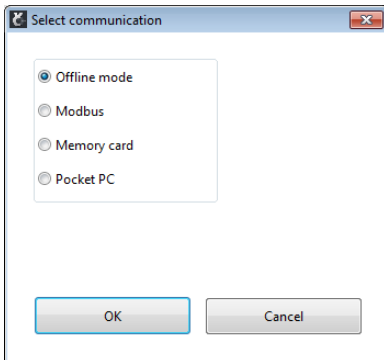 Select communication
Offline mode
Modbus
Memory card
Pocket PC
OK
Cancel